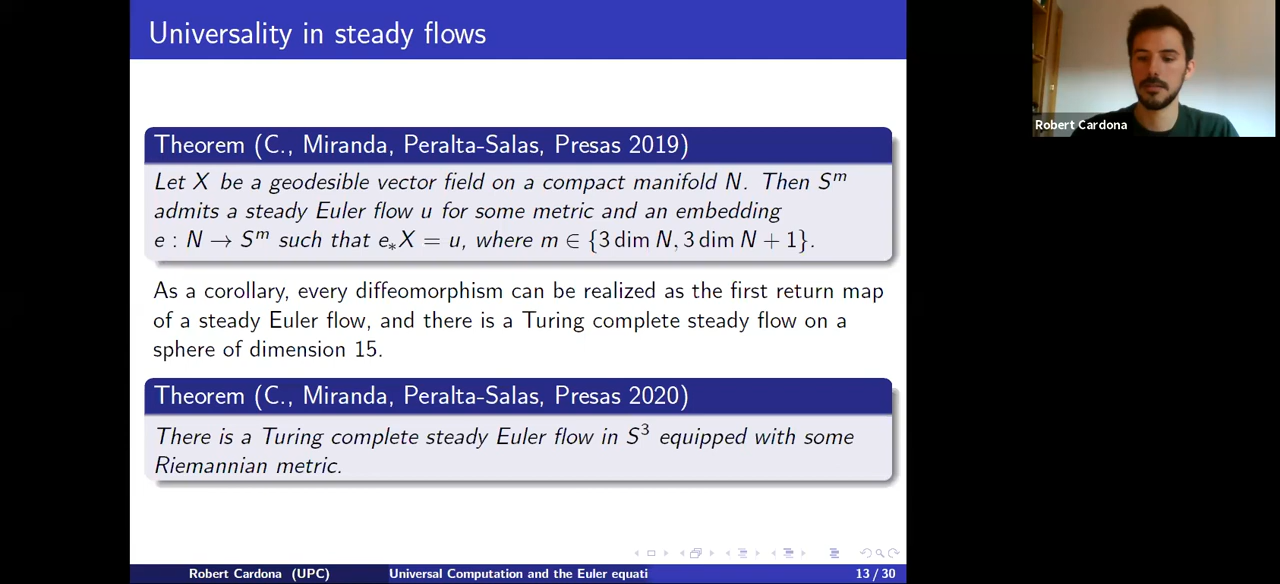 Universality in steady flows
Robert Cardona
Theorem (C., Miranda, Peralta-Salas, Presas 2019)
Let X be a geodesible vector field on a compact manifold N. Then Sᵐ
admits a steady Euler flow u for some metric and an embedding
e : N → Sᵐ such that e∗X = u, where m ∈ {3 dim N, 3 dim N + 1}.
As a corollary, every diffeomorphism can be realized as the first return map
of a steady Euler flow, and there is a Turing complete steady flow on a
sphere of dimension 15.
Theorem (C., Miranda, Peralta-Salas, Presas 2020)
There is a Turing complete steady Euler flow in S³ equipped with some
Riemannian metric.
Robert Cardona (UPC) Universal Computation and the Euler equati 13 / 30